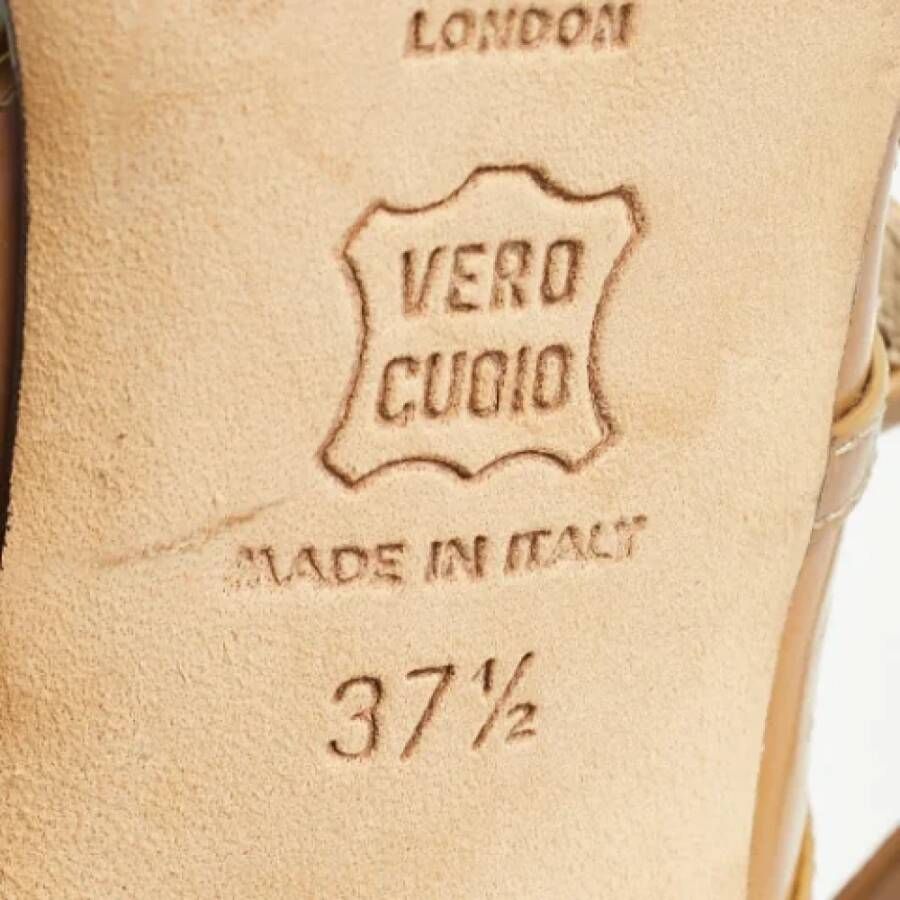 LONDON
VERO
CUOIO
MADE IN ITALY
37½